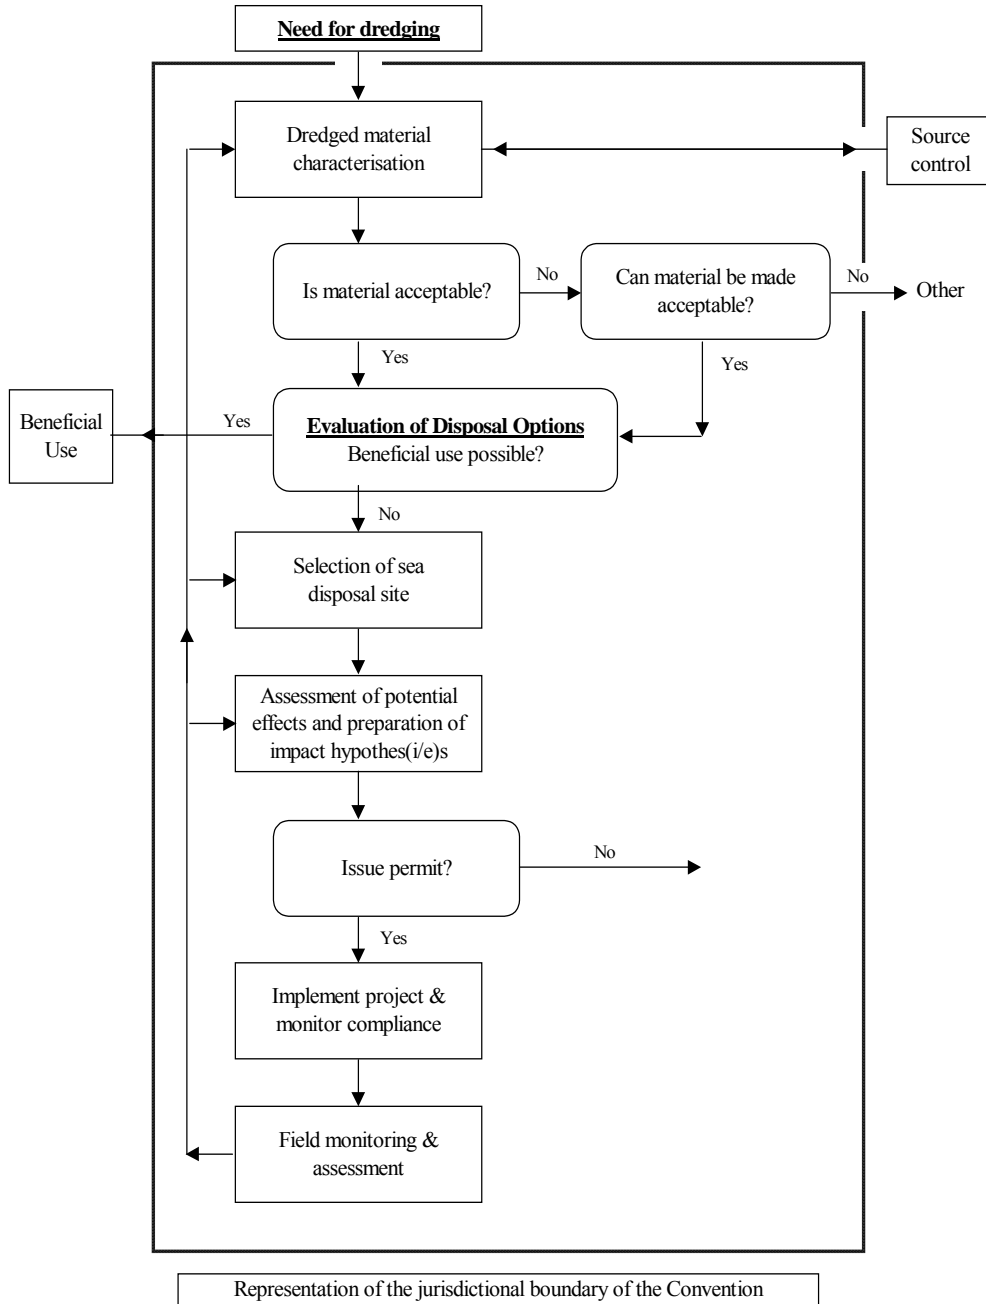 Need for dredging
Dredged material
characterisation
Source
control
Is material acceptable?
No
Can material be made
acceptable?
No
Other
Yes
Yes
Beneficial
Use
Yes
Evaluation of Disposal Options
Beneficial use possible?
No
Selection of sea
disposal site
Assessment of potential
effects and preparation of
impact hypothes(i/e)s
Issue permit?
No
Yes
Implement project &
monitor compliance
Field monitoring &
assessment
Representation of the jurisdictional boundary of the Convention